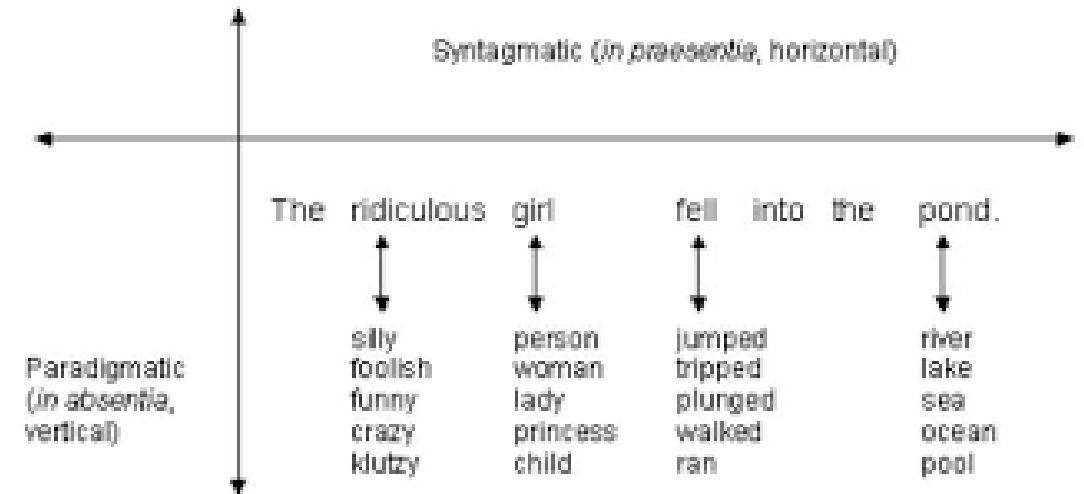 Syntagmatic (in praesentia, horizontal)
The ridiculous girl fell into the pond.
silly person jumped river
Paradigmatic foolish woman tripped lake
(in absentia, funny lady plunged sea
vertical) crazy princess walked ocean
klutzy child ran pool